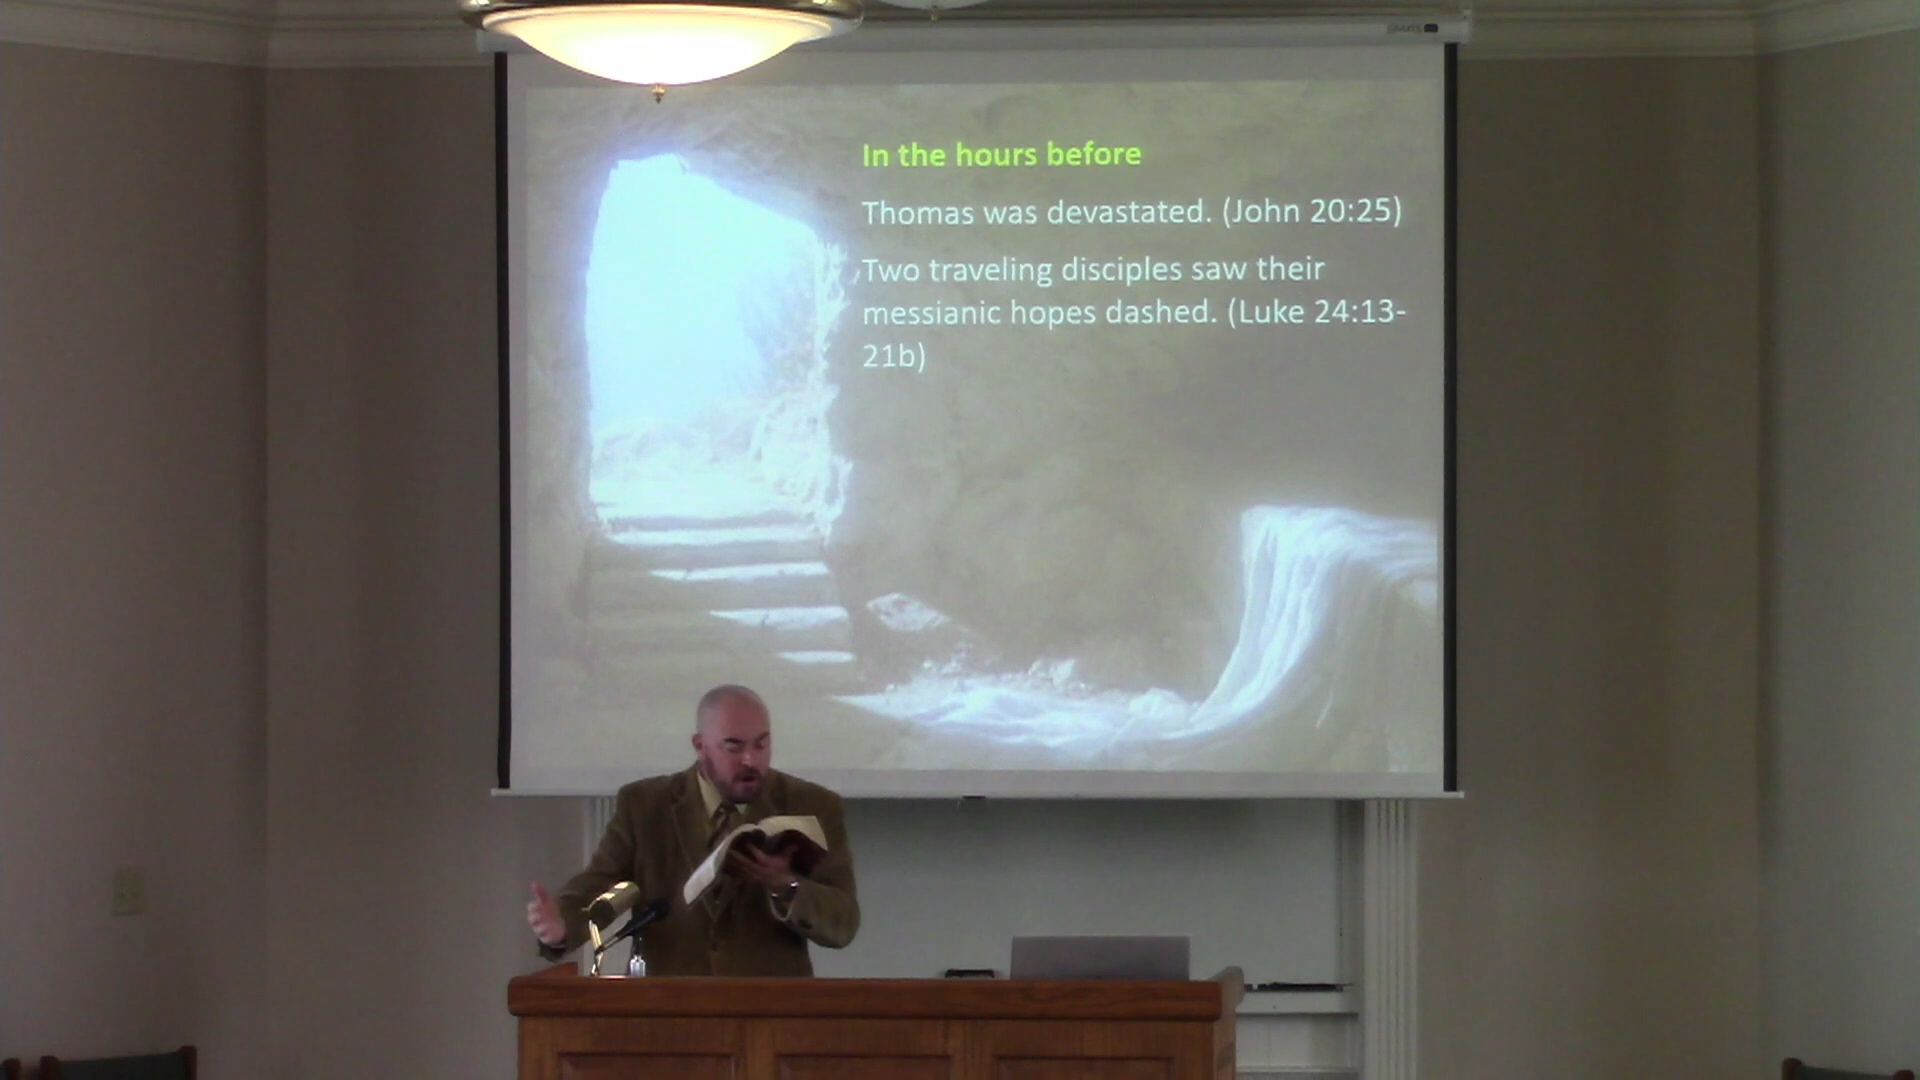 In the hours before
Thomas was devastated. (John 20:25)
Two traveling disciples saw their
messianic hopes dashed. (Luke 24:13-
21b)